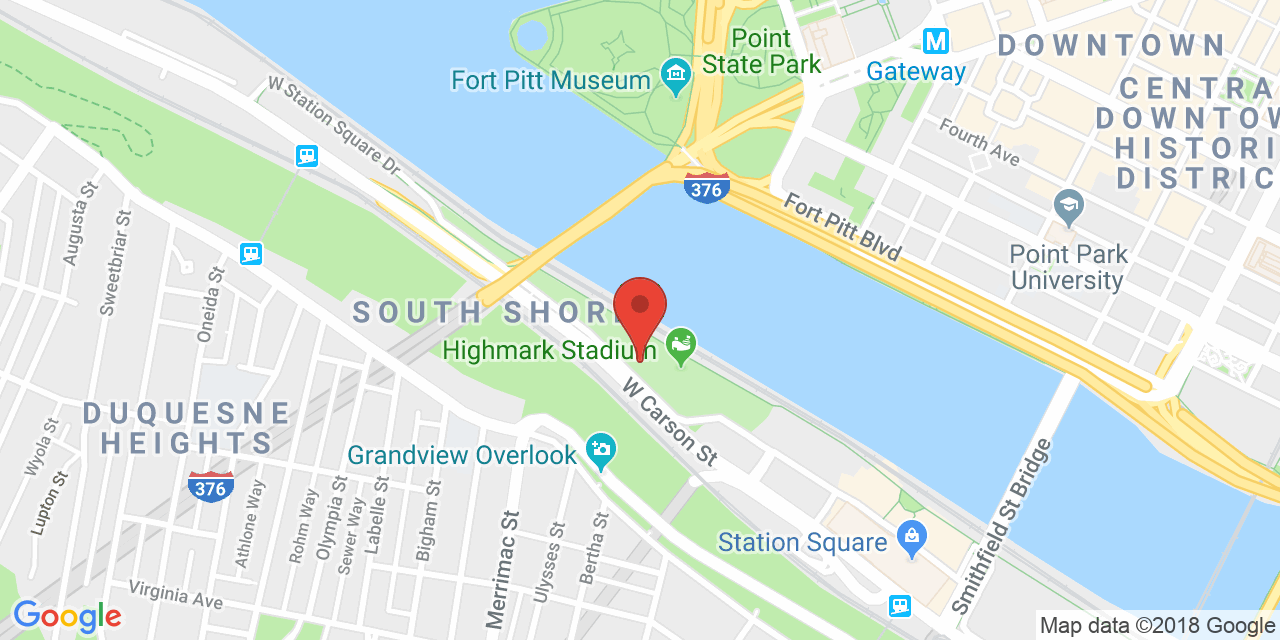 Point
State Park
Fort Pitt Museum
M
Gateway
DOWNTOWN
CENTRA
DOWNTOW
HISTORI
DISTRIC
Fourth Ave
W Station Square Dr
376
Fort Pitt Blvd
Point Park
University
Augusta St
Sweetbriar St
Oneida St
SOUTH SHOR
Highmark Stadium
W Carson St
DUQUESNE
HEIGHTS
376
Grandview Overlook
Wyola St
Lupton St
Athlone Way
Rohm Way
Olympia St
Sewer Way
Labelle St
Bigham St
Merrimac St
Ulysses St
Bertha St
Virginia Ave
Station Square
Smithfield St Bridge
Google
Map data ©2018 Google